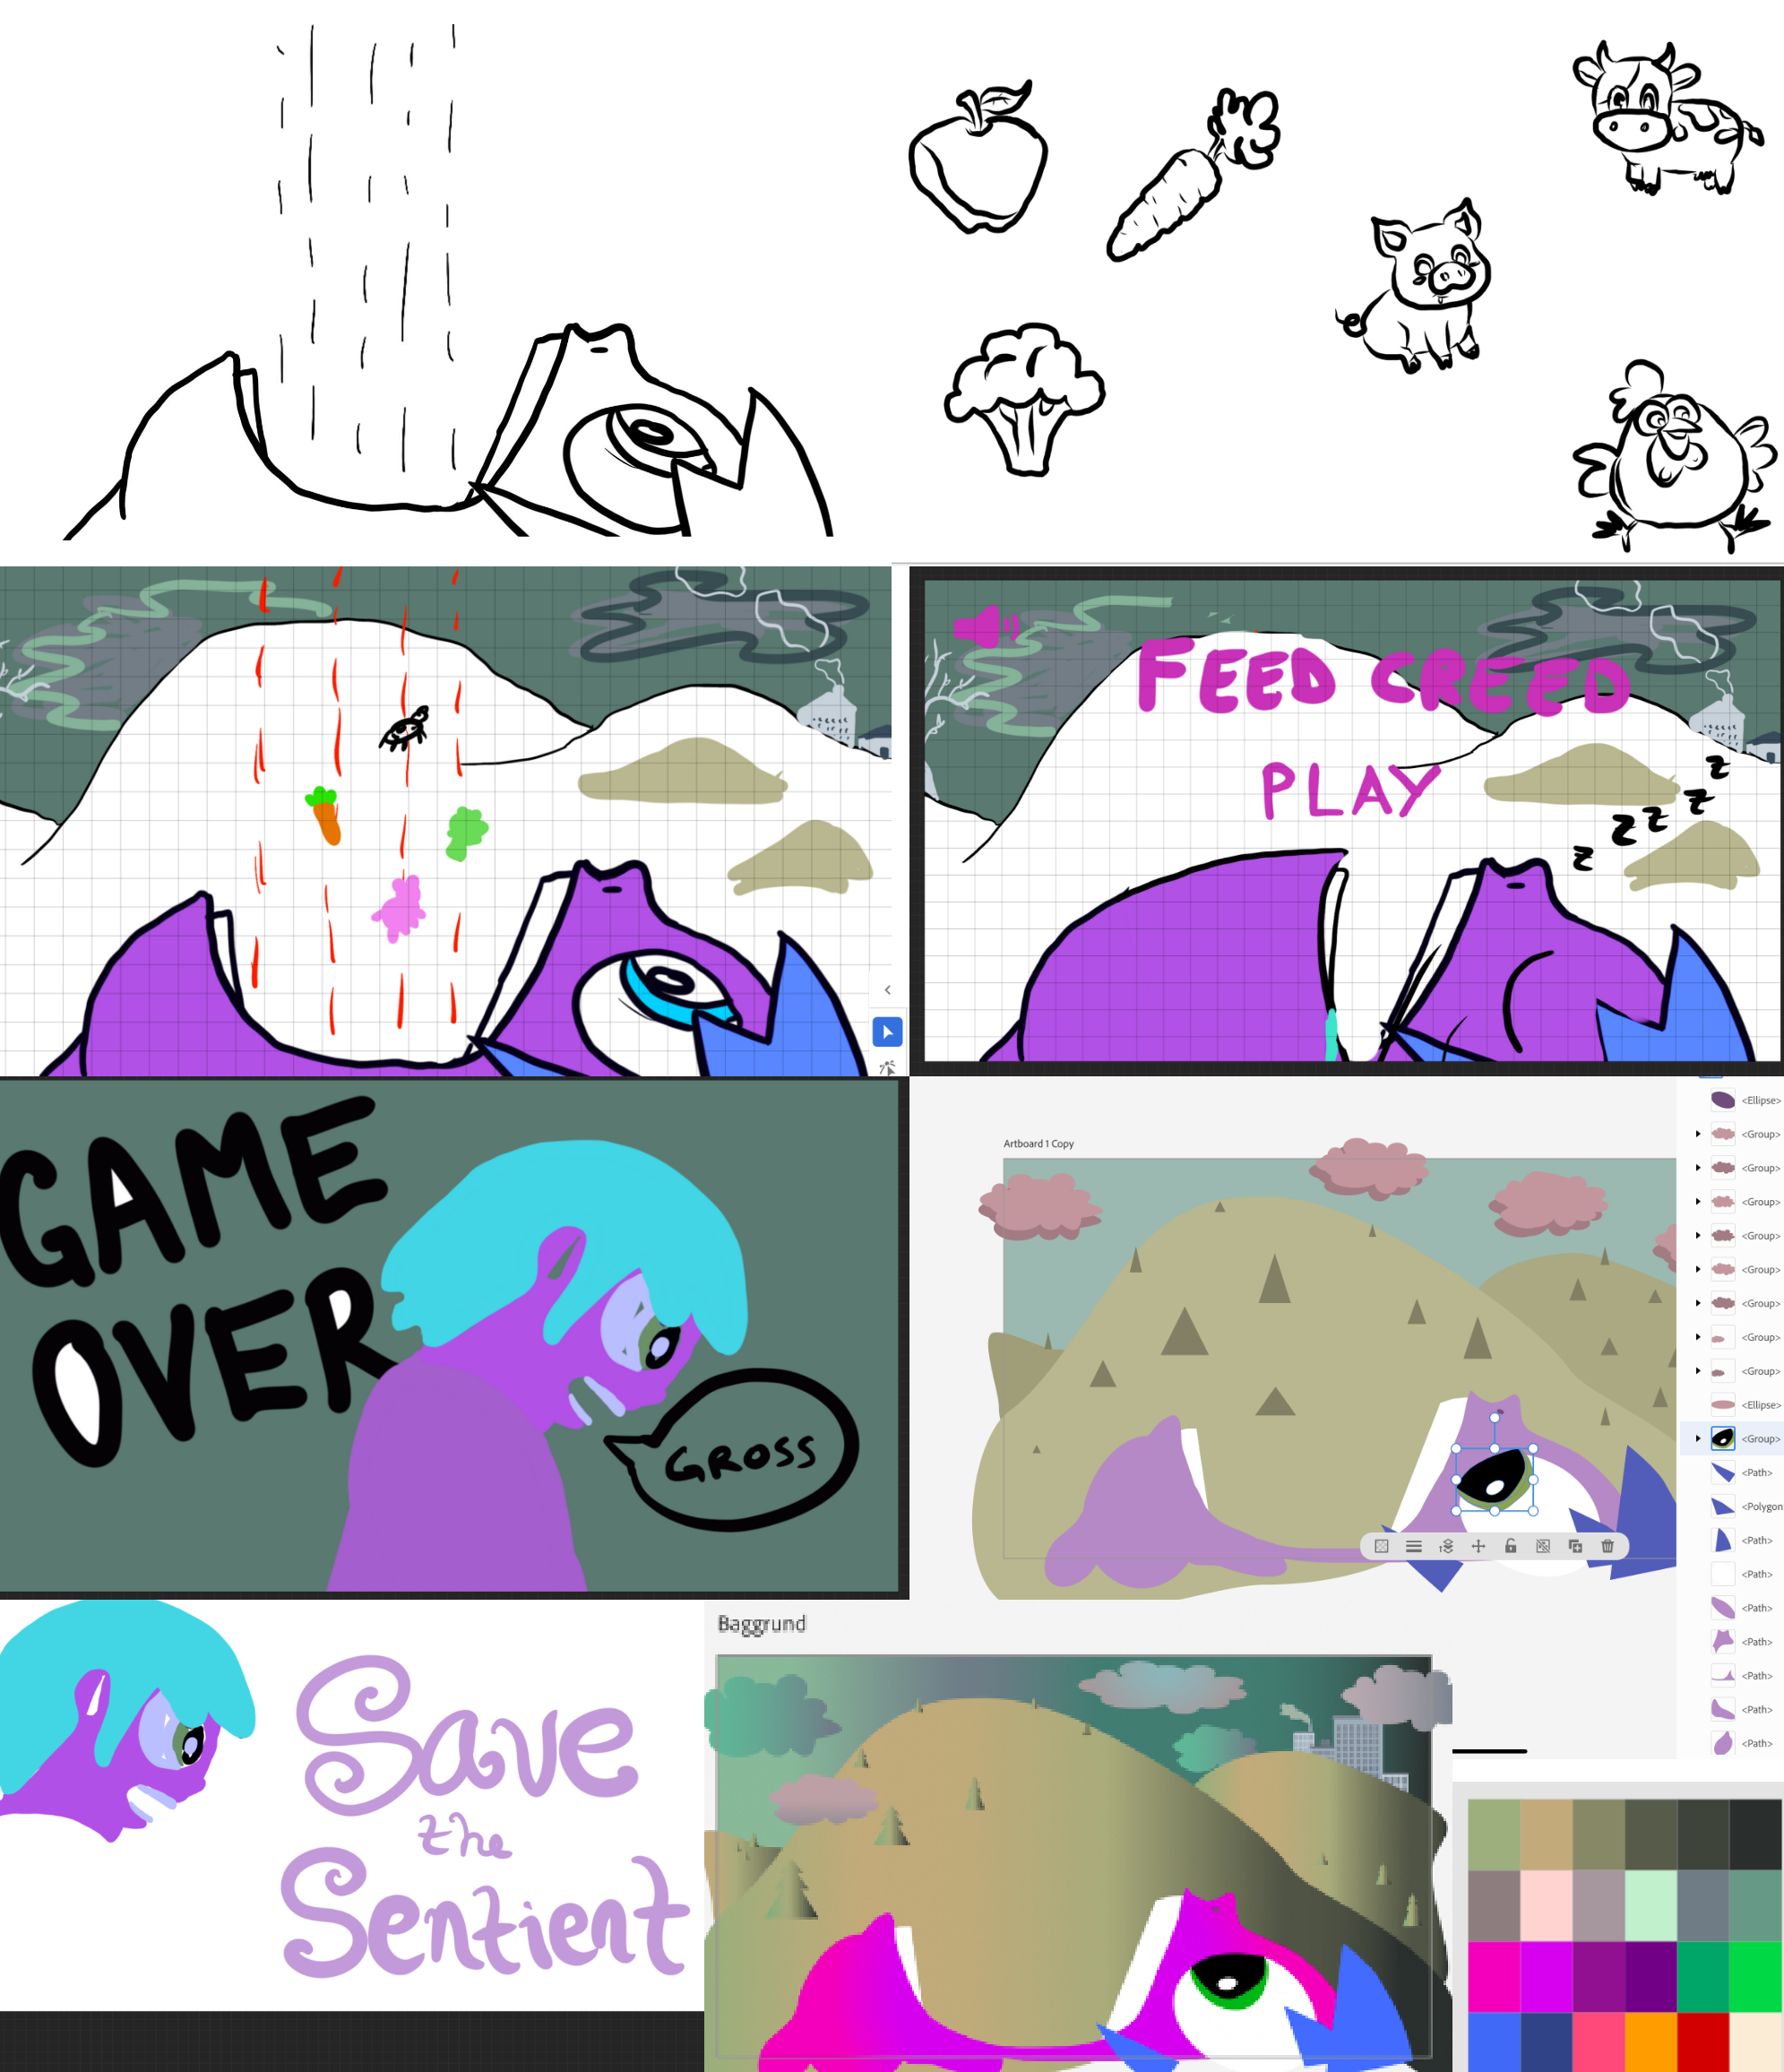 FEED CREED
PLAY
z
z
z
z
z
GAME
OVER
GROSS
Artboard 1 Copy
<Ellipse>
<Group>
<Group>
<Group>
<Group>
<Group>
<Group>
<Group>
<Group>
<Ellipse>
<Group>
<Path>
<Polygon
<Path>
<Path>
<Path>
<Path>
<Path>
<Path>
<Path>
Save
the
Sentient
Baggrund